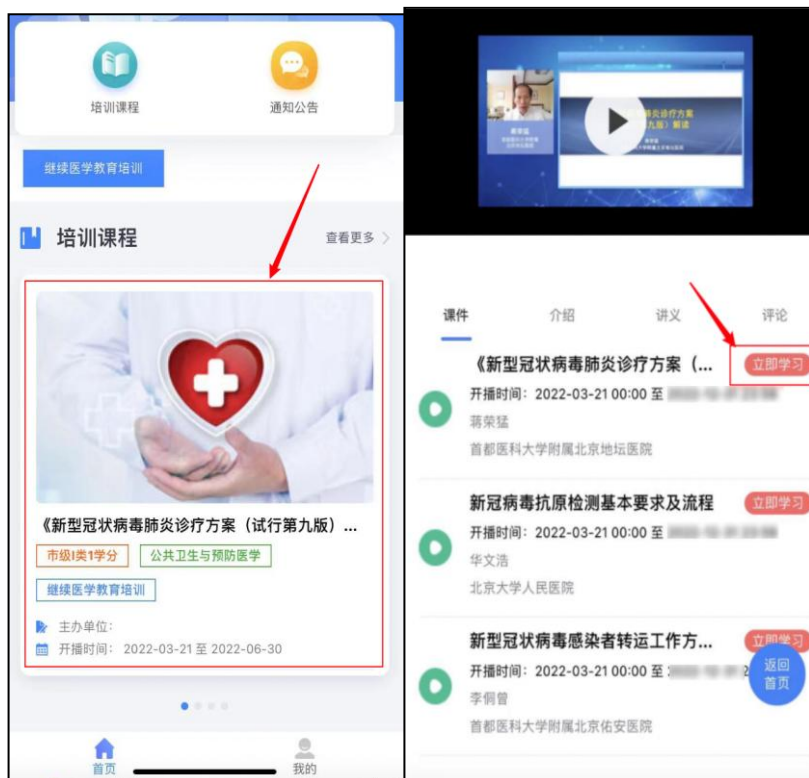 培训课程
通知公告
继续医学教育培训
培训课程
查看更多 >
《新型冠状病毒肺炎诊疗方案（试行第九版）...
市级I类1学分
公共卫生与预防医学
继续医学教育培训
主办单位：
开播时间： 2022-03-21 至 2022-06-30
首页
我的
肺炎诊疗方案
九版）解读
课件
介绍
讲义
评论
《新型冠状病毒肺炎诊疗方案（...
立即学习
开播时间：2022-03-21 00:00 至
蒋荣猛
首都医科大学附属北京地坛医院
新冠病毒抗原检测基本要求及流程
立即学习
开播时间：2022-03-21 00:00 至
华文浩
北京大学人民医院
新型冠状病毒感染者转运工作方...
立即学习
开播时间：2022-03-21 00:00 至
李侗曾
首都医科大学附属北京佑安医院
返回
首页